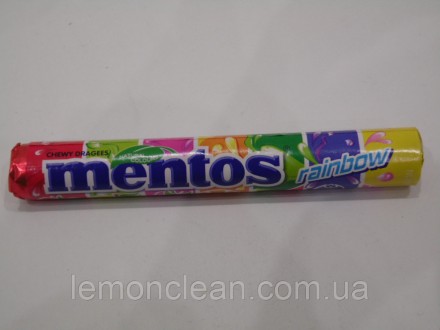 CHEWY DRAGEES
mentos
rainbow
lemonclean.com.ua